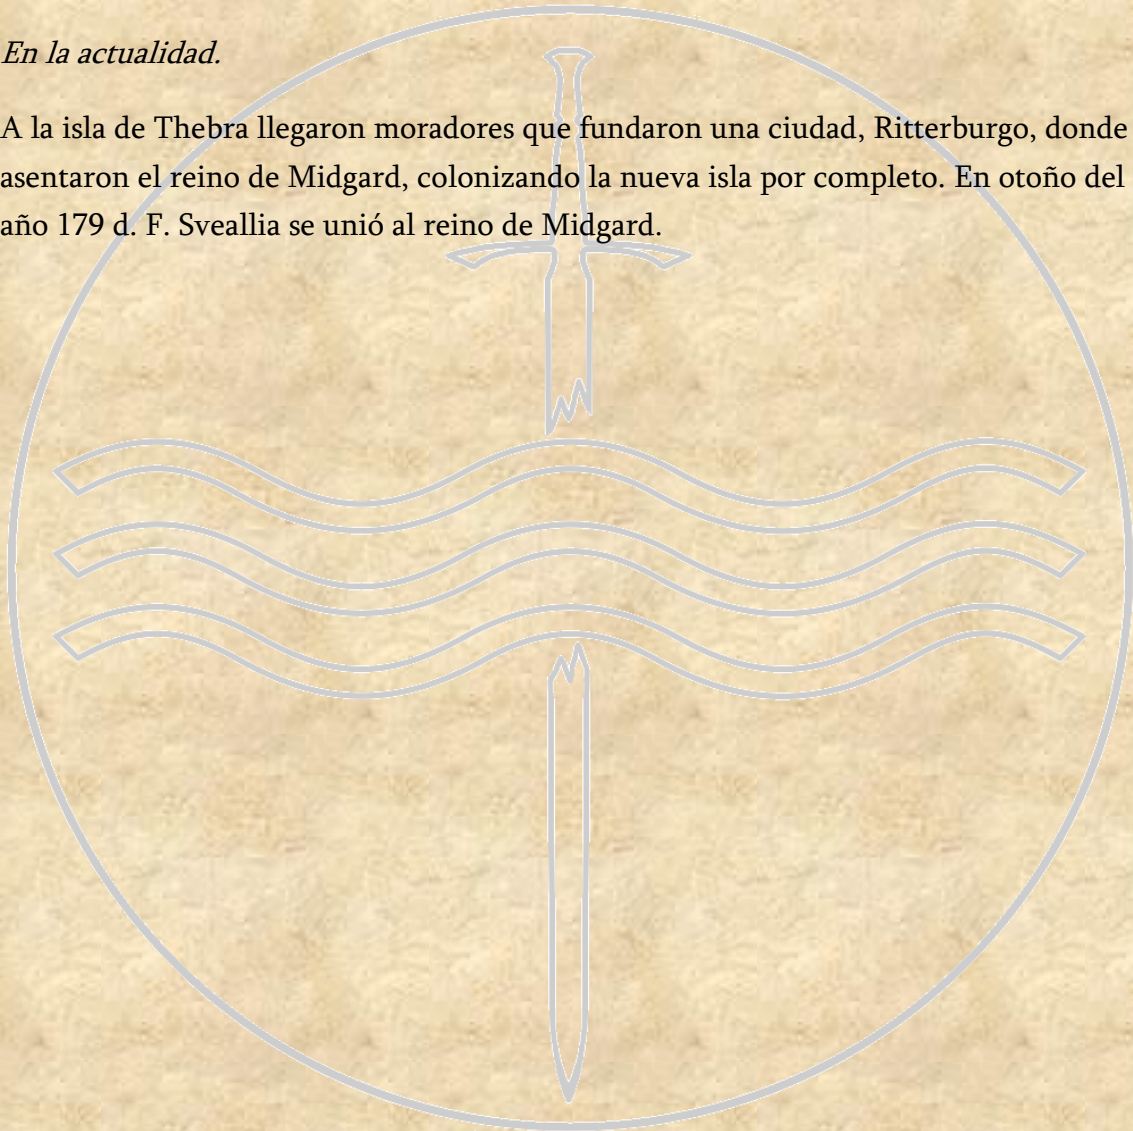 En la actualidad.
A la isla de Thebra llegaron moradores que fundaron una ciudad, Ritterburgo, donde
asentaron el reino de Midgard, colonizando la nueva isla por completo. En otoño del
año 179 d. F. Sveallia se unió al reino de Midgard.